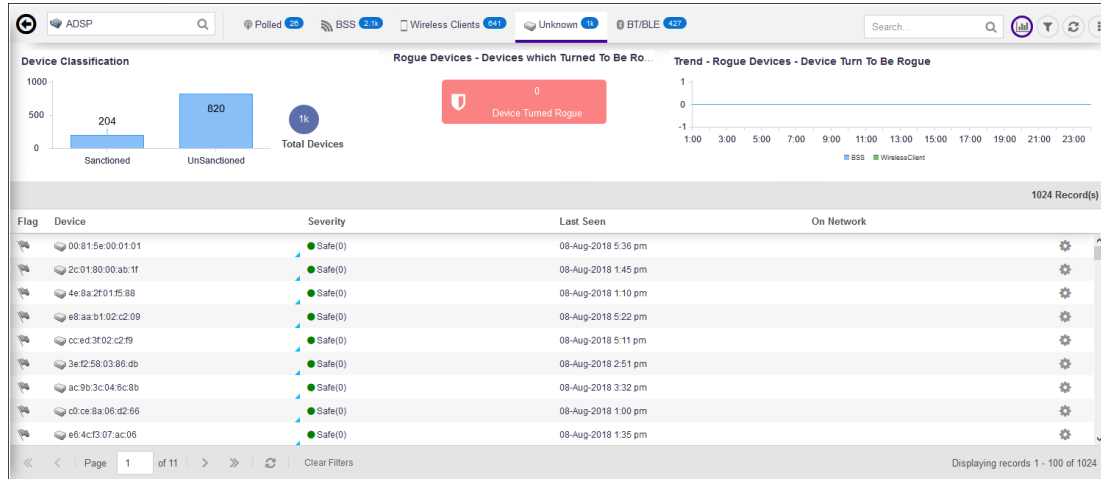 ADSP Polled 26 BSS 2.1k Wireless Clients 641 Unknown 1k BT/BLE 427 Search...
Device Classification
1000
500
0
204
820
Sanctioned UnSanctioned
1k
Total Devices
Rogue Devices - Devices which Turned To Be Ro...
0
Device Turned Rogue
Trend - Rogue Devices - Device Turn To Be Rogue
1
0
-1
1:00 3:00 5:00 7:00 9:00 11:00 13:00 15:00 17:00 19:00 21:00 23:00
BSS WirelessClient
1024 Record(s)
Flag Device Severity Last Seen On Network
00:81:5e:00:01:01 Safe(0) 08-Aug-2018 5:36 pm
2c:01:80:00:ab:1f Safe(0) 08-Aug-2018 1:45 pm
4e:8a:2f:01:f5:88 Safe(0) 08-Aug-2018 1:10 pm
e8:aa:b1:02:c2:09 Safe(0) 08-Aug-2018 5:22 pm
cc:ed:3f:02:c2:f9 Safe(0) 08-Aug-2018 5:11 pm
3e:f2:58:03:86:db Safe(0) 08-Aug-2018 2:51 pm
ac:9b:3c:04:6c:8b Safe(0) 08-Aug-2018 3:32 pm
c0:ce:8a:06:d2:66 Safe(0) 08-Aug-2018 1:00 pm
e6:4c:f3:07:ac:06 Safe(0) 08-Aug-2018 1:35 pm
Page 1 of 11 Clear Filters Displaying records 1 - 100 of 1024